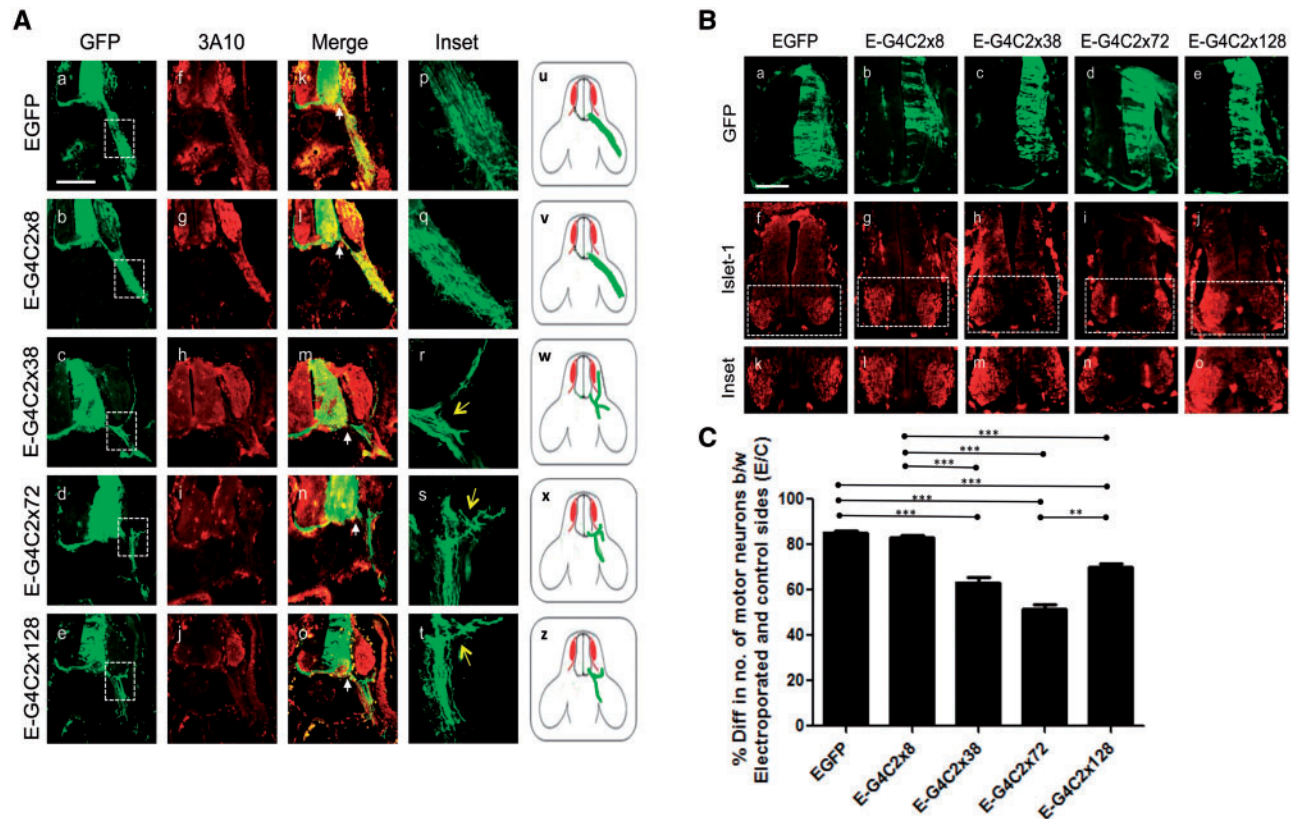 A
GFP 3A10 Merge Inset
EGFP
a f k p u
E-G4C2x8
b g l q v
E-G4C2x38
c h m r w
E-G4C2x72
d i n s x
E-G4C2x128
e j o t z
B
EGFP E-G4C2x8 E-G4C2x38 E-G4C2x72 E-G4C2x128
GFP
a b c d e
Islet-1
f g h i j
Inset
k l m n o
C
***
***
***
***
***
*** **
% Diff in no. of motor neurons b/w
Electroporated and control sides (E/C)
100
80
60
40
20
0
EGFP
E-G4C2x8
E-G4C2x38
E-G4C2x72
E-G4C2x128